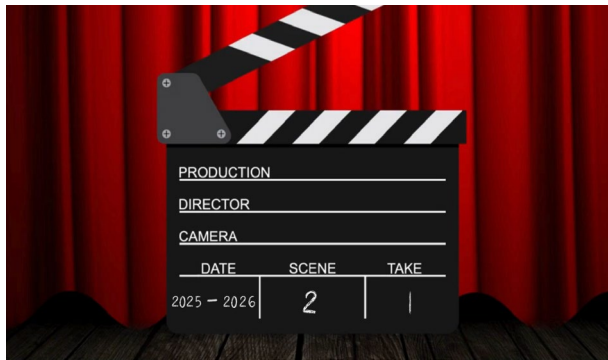 PRODUCTION
DIRECTOR
CAMERA
DATE SCENE TAKE
2025 - 2026 2 1